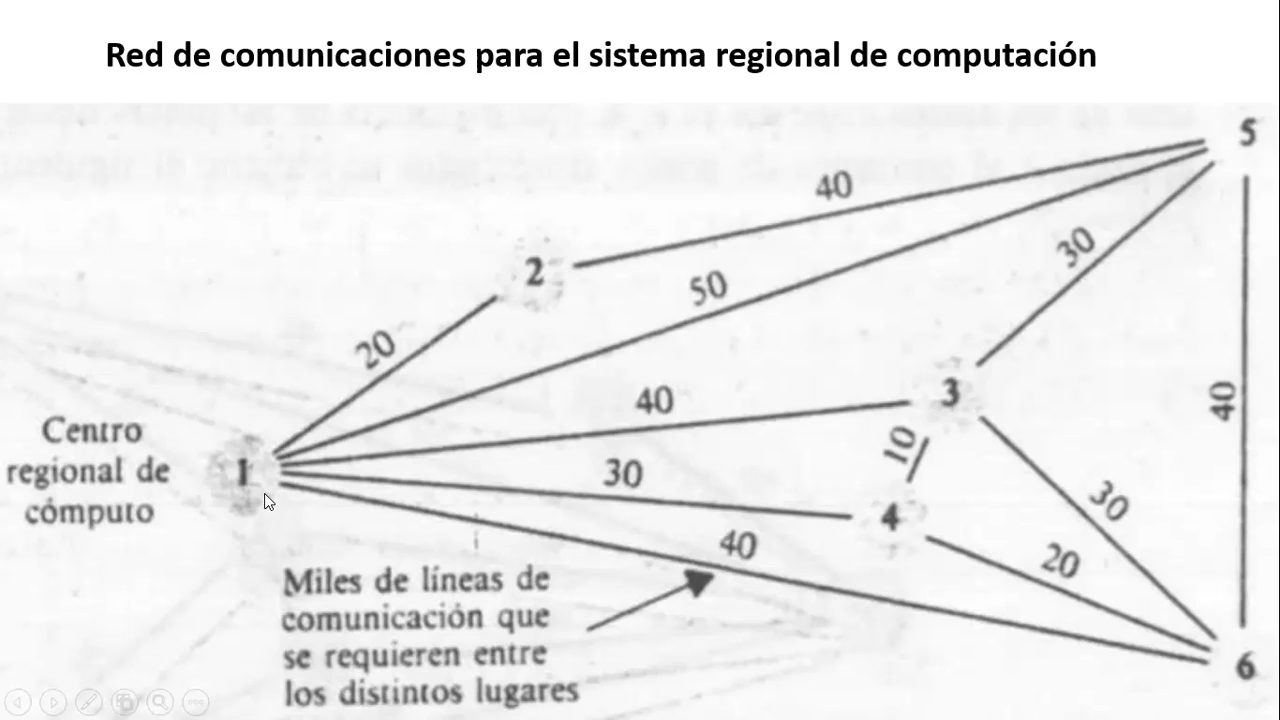 Red de comunicaciones para el sistema regional de computación
5
40
30
2
50
20
40
3
40
Centro
regional de
cómputo
1
10
30
4
30
40
20
Miles de líneas de
comunicación que
se requieren entre
los distintos lugares
6